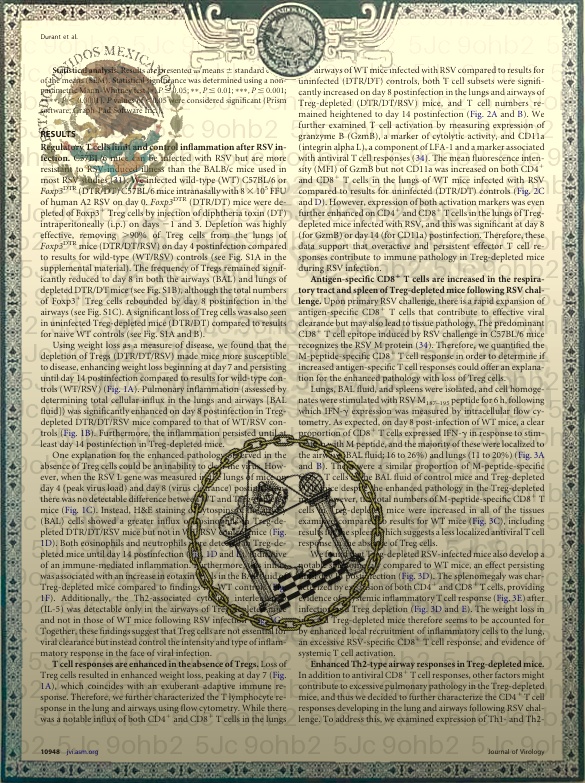 Durant et al.
Statistical analysis. Results are presented as means ± standard error
of the means (SEM). Statistical significance was determined using a non-
parametric Mann-Whitney test (*, P ≤ 0.05; **, P ≤ 0.01; ***, P ≤ 0.001;
P values of were considered significant (Prism
software; Graph-Pad Software Inc.).
RESULTS
Regulatory T cells limit and control inflammation after RSV in-
fection. C57BL/6 mice can be infected with RSV but are more
resistant to RSV-induced illness than the BALB/c mice used in
most RSV studies (31). We infected wild-type (WT) C57BL/6 or
Foxp3DTR (DTR/DTR) C57BL/6 mice intranasally with 8 × 10⁵ FFU
of human A2 RSV on day 0. Foxp3DTR (DTR/DTR) mice were de-
pleted of Foxp3⁺ Treg cells by injection of diphtheria toxin (DT)
intraperitoneally (i.p.) on days −1 and 3. Depletion was highly
effective, removing >90% of Treg cells from the lungs of
Foxp3DTR mice (DTR/DTR/RSV) on day 4 postinfection compared
to results for wild-type (WT/RSV) controls (see Fig. S1A in the
supplemental material). The frequency of Tregs remained signif-
icantly reduced to day 8 in both the airways (BAL) and lungs of
depleted DTR/DTR mice (see Fig. S1B), although the total numbers
of Foxp3⁺ Treg cells rebounded by day 8 postinfection in the
airways (see Fig. S1C). A significant loss of Treg cells was also seen
in uninfected Treg-depleted mice (DTR/DT) compared to results
for naive WT controls (see Fig. S1A and B).
Using weight loss as a measure of disease, we found that the
depletion of Tregs (DTR/DT/RSV) made mice more susceptible
to disease, enhancing weight loss beginning at day 7 and persisting
until day 14 postinfection compared to results for wild-type con-
trols (WT/RSV) (Fig. 1A). Pulmonary inflammation (assessed by
determining total cellular influx in the lungs and airways [BAL
fluid]) was significantly enhanced on day 8 postinfection in Treg-
depleted DTR/DTR mice compared to that of WT/RSV con-
trols (Fig. 1B). Furthermore, the inflammation persisted until at
least day 14 postinfection in Treg-depleted mice.
One explanation for the enhanced pathology observed in the
absence of Treg cells could be an inability to clear the virus. How-
ever, when the RSV L gene was measured in the lungs of mice on
day 4 (peak virus load) and day 8 (virus clearance) postinfection,
there was no detectable difference between WT and Treg-depleted
mice (Fig. 1C). Instead, H&E staining of cytospins from airway
(BAL) cells showed a greater influx of eosinophils in Treg-de-
pleted DTR/DTR mice but not in WT mice (Fig.
1D). Both eosinophils and neutrophils were detected in Treg-de-
pleted mice until day 14 postinfection (Fig. 1D and E).
of an immune-mediated inflammation. Furthermore,
was associated with an increase in eotaxin in the BAL fluid of
Treg-depleted mice compared to findings for WT controls (Fig.
1F). Additionally, the Th2-associated cytokine
(IL-5) was detectable only in the airways of Treg-depleted mice
and not in those of WT mice following RSV infection
Together, these findings suggest that Treg cells are not essential for
viral clearance but instead control the intensity and type of inflam-
matory response in the face of viral infection.
T cell responses are enhanced in the absence of Tregs. Loss of
Treg cells resulted in enhanced weight loss, peaking at day 7 (Fig.
1A), which coincides with an exuberant adaptive immune re-
sponse. Therefore, we further characterized the T lymphocyte re-
sponse in the lung and airways using flow cytometry. While there
was a notable influx of both CD4⁺ and CD8⁺ T cells in the lungs
airways of WT mice infected with RSV compared to results for
uninfected (DTR/DT) controls, both T cell subsets were signifi-
cantly increased on day 8 postinfection in the lungs and airways of
Treg-depleted (DTR/DT/RSV) mice, and T cell numbers re-
mained heightened to day 14 postinfection (Fig. 2A and B). We
further examined T cell activation by measuring expression of
granzyme B (GzmB), a marker of cytolytic activity, and CD11a
(integrin alpha L), a component of LFA-1 and a marker associated
with antiviral T cell responses (34). The mean fluorescence inten-
sity (MFI) of GzmB but not CD11a was increased on both CD4⁺
and CD8⁺ T cells in the lungs of WT mice infected with RSV
compared to results for uninfected (DTR/DT) controls (Fig. 2C
and D). However, expression of both activation markers was even
further enhanced on CD4⁺ and CD8⁺ T cells in the lungs of Treg-
depleted mice infected with RSV, and this was significant at day 8
(for GzmB) or day 14 (for CD11a) postinfection. Therefore, these
data support that overactive and persistent effector T cell re-
sponses contribute to immune pathology in Treg-depleted mice
during RSV infection.
Antigen-specific CD8⁺ T cells are increased in the respira-
tory tract and spleen of Treg-depleted mice following RSV chal-
lenge. Upon primary RSV challenge, there is a rapid expansion of
antigen-specific CD8⁺ T cells that contribute to effective viral
clearance but may also lead to tissue pathology. The predominant
CD8⁺ T cell epitope induced by RSV challenge in C57BL/6 mice
recognizes the RSV M protein (34). Therefore, we quantified the
M-peptide-specific CD8⁺ T cell response in order to determine if
increased antigen-specific T cell responses could offer an explana-
tion for the enhanced pathology with loss of Treg cells.
Lungs, BAL fluid, and spleens were isolated, and cell homoge-
nates were stimulated with RSV-M187–195 peptide for 6 h, following
which IFN-γ expression was measured by intracellular flow cy-
tometry. As expected, on day 8 post-infection of WT mice, a clear
proportion of CD8⁺ T cells expressed IFN-γ in response to stim-
with M peptide, and the majority of these were localized to
the airways (BAL fluid; 16 to 26%) and lungs (11 to 20%) (Fig. 3A
and B). There were a similar proportion of M-peptide-specific
T cells in the BAL fluid of control mice and Treg-depleted
mice despite the enhanced pathology in the Treg-depleted
total numbers of M-peptide-specific CD8⁺ T
cells in Treg-depleted mice were increased in all of the tissues
examined compared to results for WT mice (Fig. 3C), including
the spleen, which suggests a less localized antiviral T cell
response in the absence of Treg cells.
We depleted RSV-infected mice also develop a
notable compared to WT mice, an effect persisting
postinfection (Fig. 3D). The splenomegaly was char-
acterized by expansion of both CD4⁺ and CD8⁺ T cells, providing
evidence of a systemic inflammatory T cell response (Fig. 3E) after
infection and Treg depletion (Fig. 3D and E). The weight loss in
Treg-depleted mice therefore seems to be accounted for
by enhanced local recruitment of inflammatory cells to the lung,
an excessive RSV-specific CD8⁺ T cell response, and evidence of
systemic T cell activation.
Enhanced Th2-type airway responses in Treg-depleted mice.
In addition to antiviral CD8⁺ T cell responses, other factors might
contribute to excessive pulmonary pathology in the Treg-depleted
mice, and thus we decided to further characterize the CD4⁺ T cell
responses developing in the lung and airways following RSV chal-
lenge. To address this, we examined expression of Th1- and Th2-
10948 jvi.asm.org
Journal of Virology